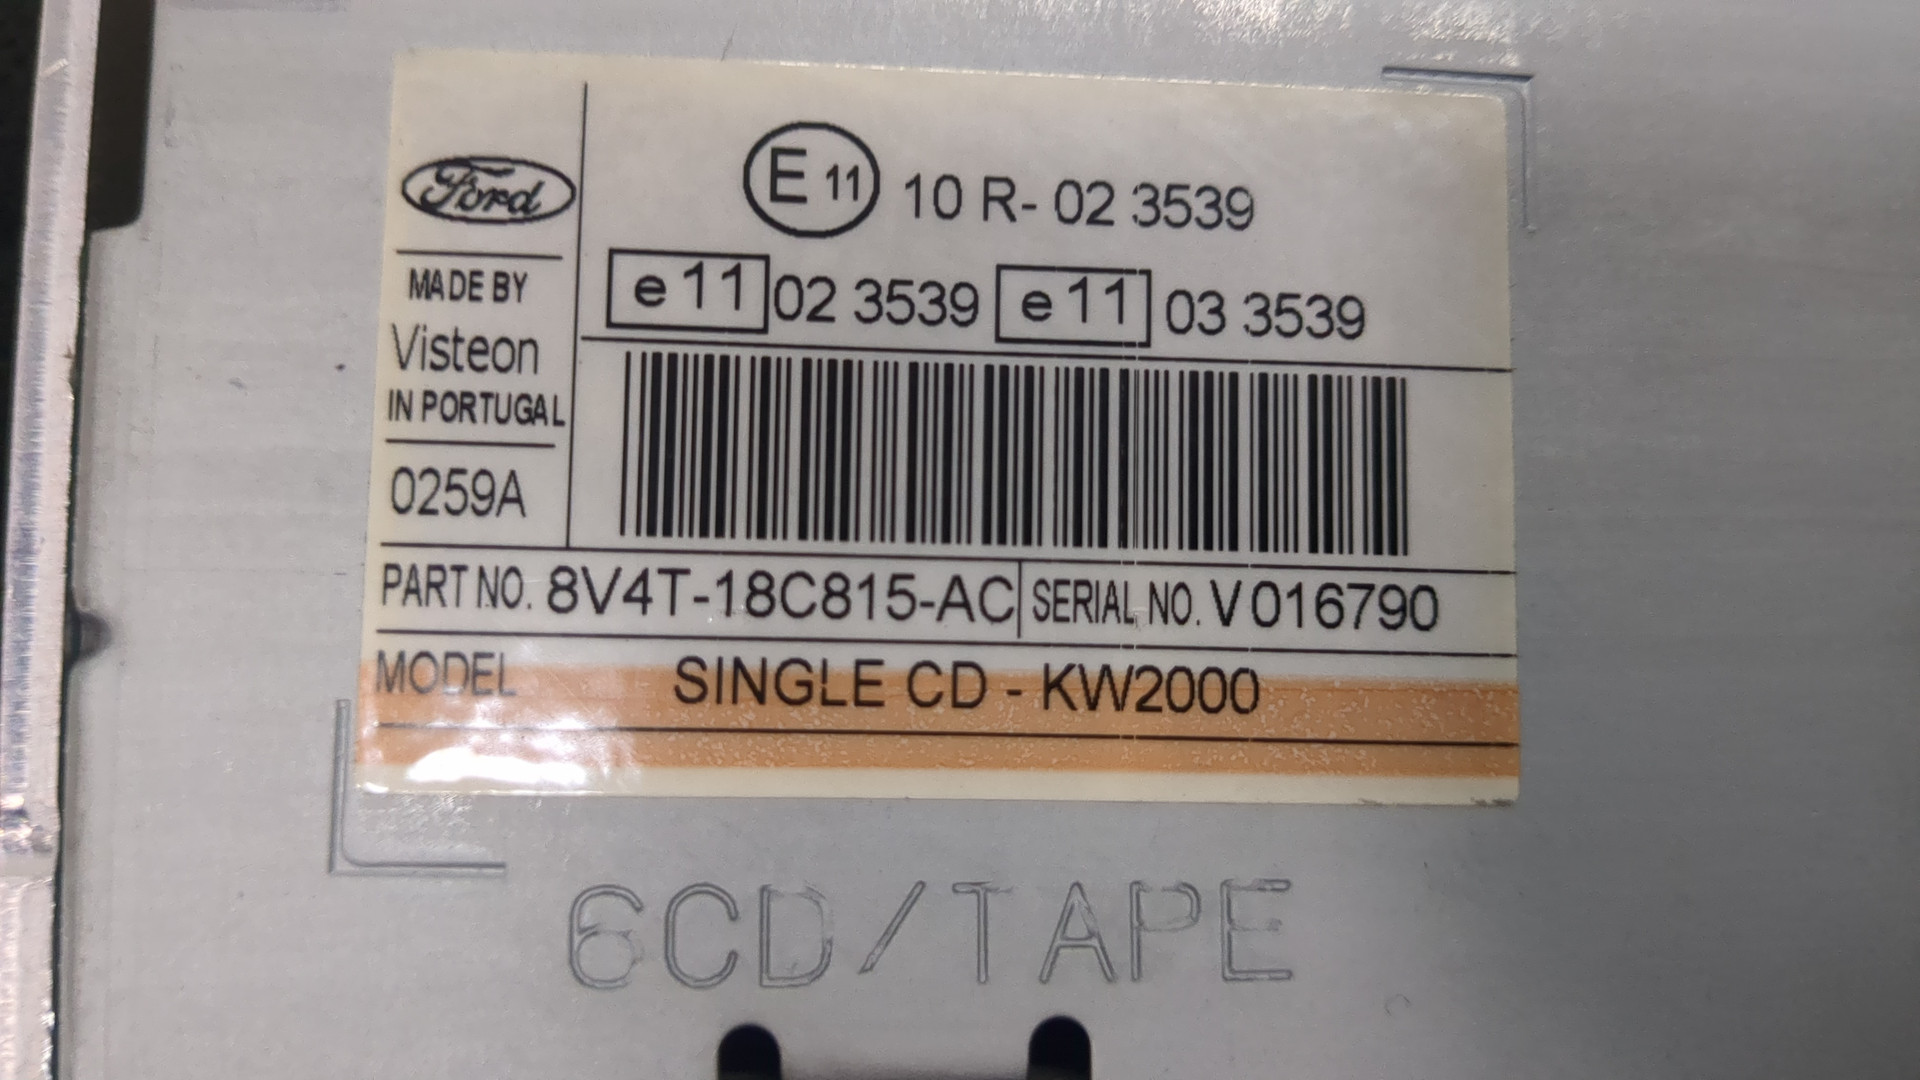 Ford
MADE BY
Visteon
IN PORTUGAL
0259A
E 11 10 R- 02 3539
e 11 02 3539 e 11 03 3539
PART NO. 8V4T-18C815-AC SERIAL NO. V 016790
MODEL SINGLE CD - KW2000
6CD/TAPE